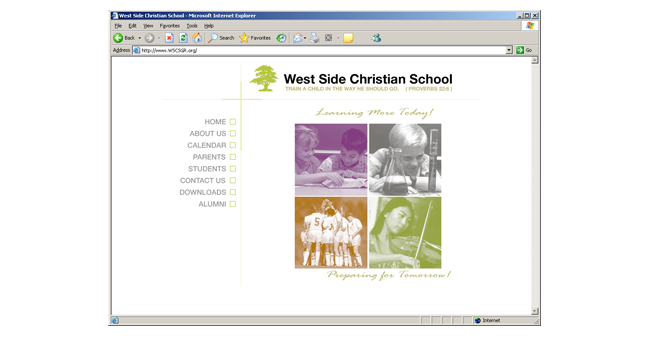 West Side Christian School - Microsoft Internet Explorer
File Edit View Favorites Tools Help
Back Search Favorites
Address http://www.WSCSGR.org/ Go
West Side Christian School
TRAIN A CHILD IN THE WAY HE SHOULD GO. ( PROVERBS 22:6 )
Learning More Today!
HOME
ABOUT US
CALENDAR
PARENTS
STUDENTS
CONTACT US
DOWNLOADS
ALUMNI
5
Preparing for Tomorrow!
Internet